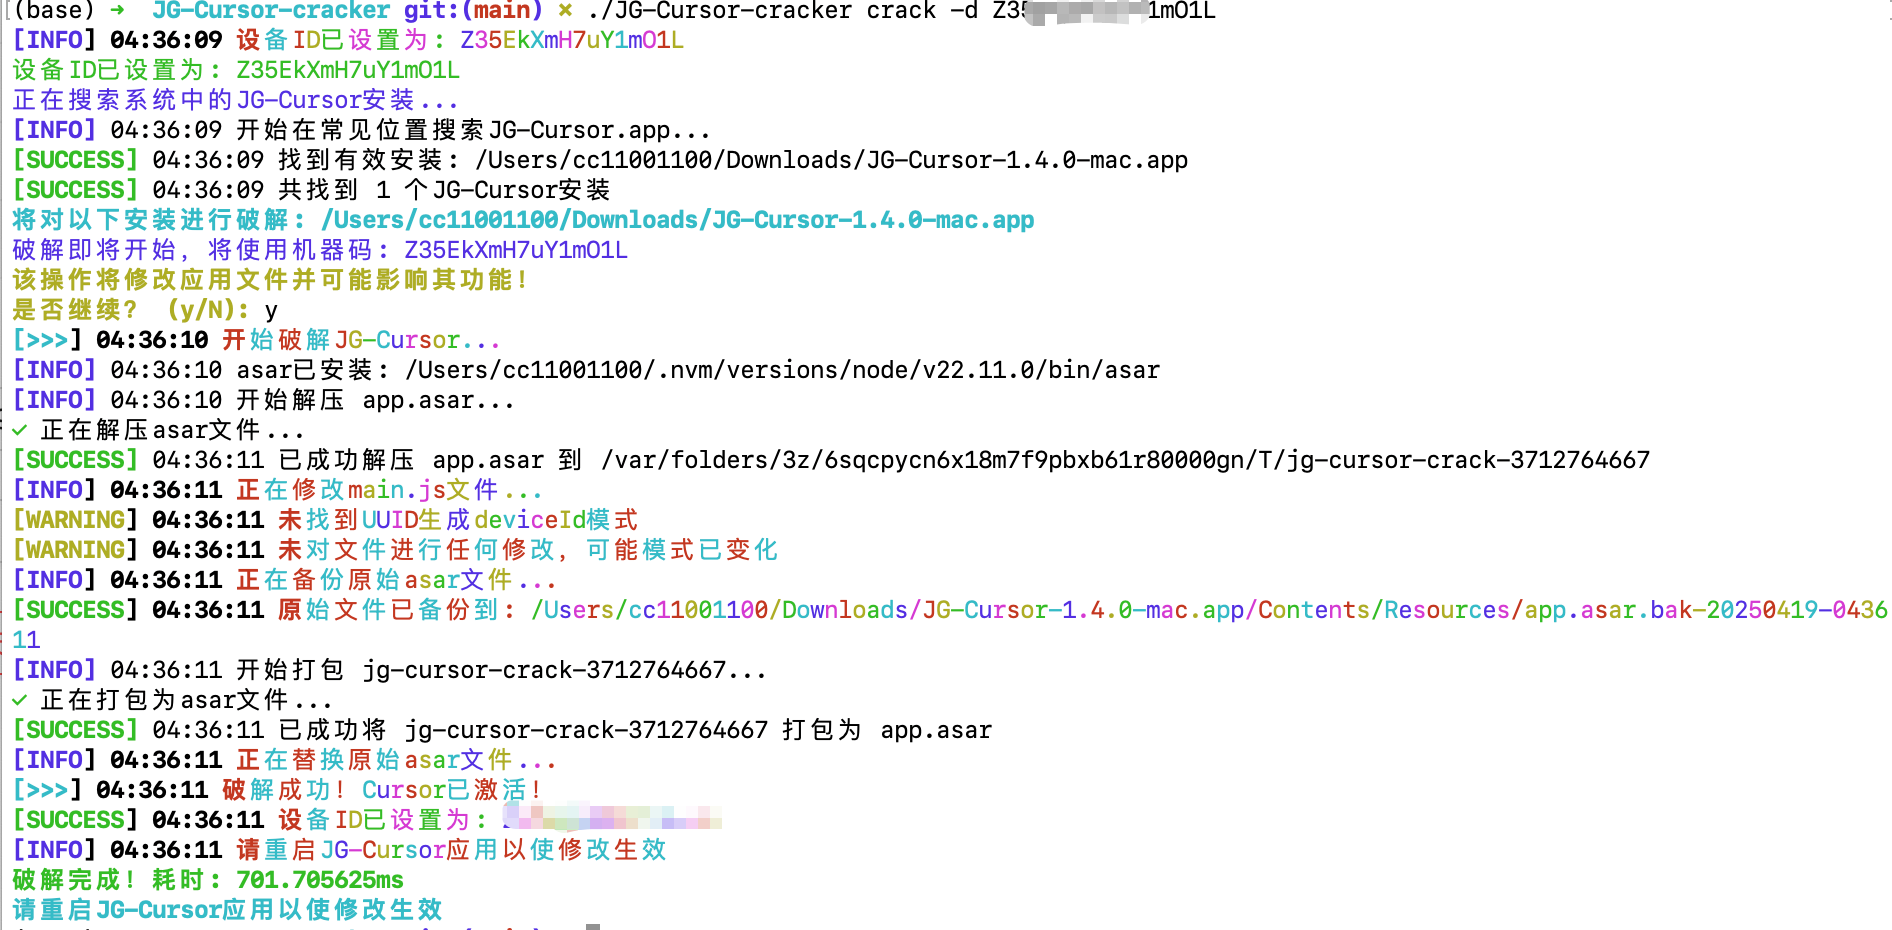 (base) ➜  JG-Cursor-cracker git:(main) ✗ ./JG-Cursor-cracker crack -d Z35 1mO1L
[INFO] 04:36:09 设备ID已设置为: Z35EkXmH7uY1mO1L
设备ID已设置为: Z35EkXmH7uY1mO1L
正在搜索系统中的JG-Cursor安装...
[INFO] 04:36:09 开始在常见位置搜索JG-Cursor.app...
[SUCCESS] 04:36:09 找到有效安装: /Users/cc11001100/Downloads/JG-Cursor-1.4.0-mac.app
[SUCCESS] 04:36:09 共找到 1 个JG-Cursor安装
将对以下安装进行破解: /Users/cc11001100/Downloads/JG-Cursor-1.4.0-mac.app
破解即将开始, 将使用机器码: Z35EkXmH7uY1mO1L
该操作将修改应用文件并可能影响其功能!
是否继续? (y/N): y
[>>>] 04:36:10 开始破解JG-Cursor...
[INFO] 04:36:10 asar已安装: /Users/cc11001100/.nvm/versions/node/v22.11.0/bin/asar
[INFO] 04:36:10 开始解压 app.asar...
✓ 正在解压asar文件...
[SUCCESS] 04:36:11 已成功解压 app.asar 到 /var/folders/3z/6sqcpycn6x18m7f9pbxb61r80000gn/T/jg-cursor-crack-3712764667
[INFO] 04:36:11 正在修改main.js文件...
[WARNING] 04:36:11 未找到UUID生成deviceId模式
[WARNING] 04:36:11 未对文件进行任何修改, 可能模式已变化
[INFO] 04:36:11 正在备份原始asar文件...
[SUCCESS] 04:36:11 原始文件已备份到: /Users/cc11001100/Downloads/JG-Cursor-1.4.0-mac.app/Contents/Resources/app.asar.bak-20250419-0436
11
[INFO] 04:36:11 开始打包 jg-cursor-crack-3712764667...
✓ 正在打包为asar文件...
[SUCCESS] 04:36:11 已成功将 jg-cursor-crack-3712764667 打包为 app.asar
[INFO] 04:36:11 正在替换原始asar文件...
[>>>] 04:36:11 破解成功! Cursor已激活!
[SUCCESS] 04:36:11 设备ID已设置为:
[INFO] 04:36:11 请重启JG-Cursor应用以使修改生效
破解完成! 耗时: 701.705625ms
请重启JG-Cursor应用以使修改生效